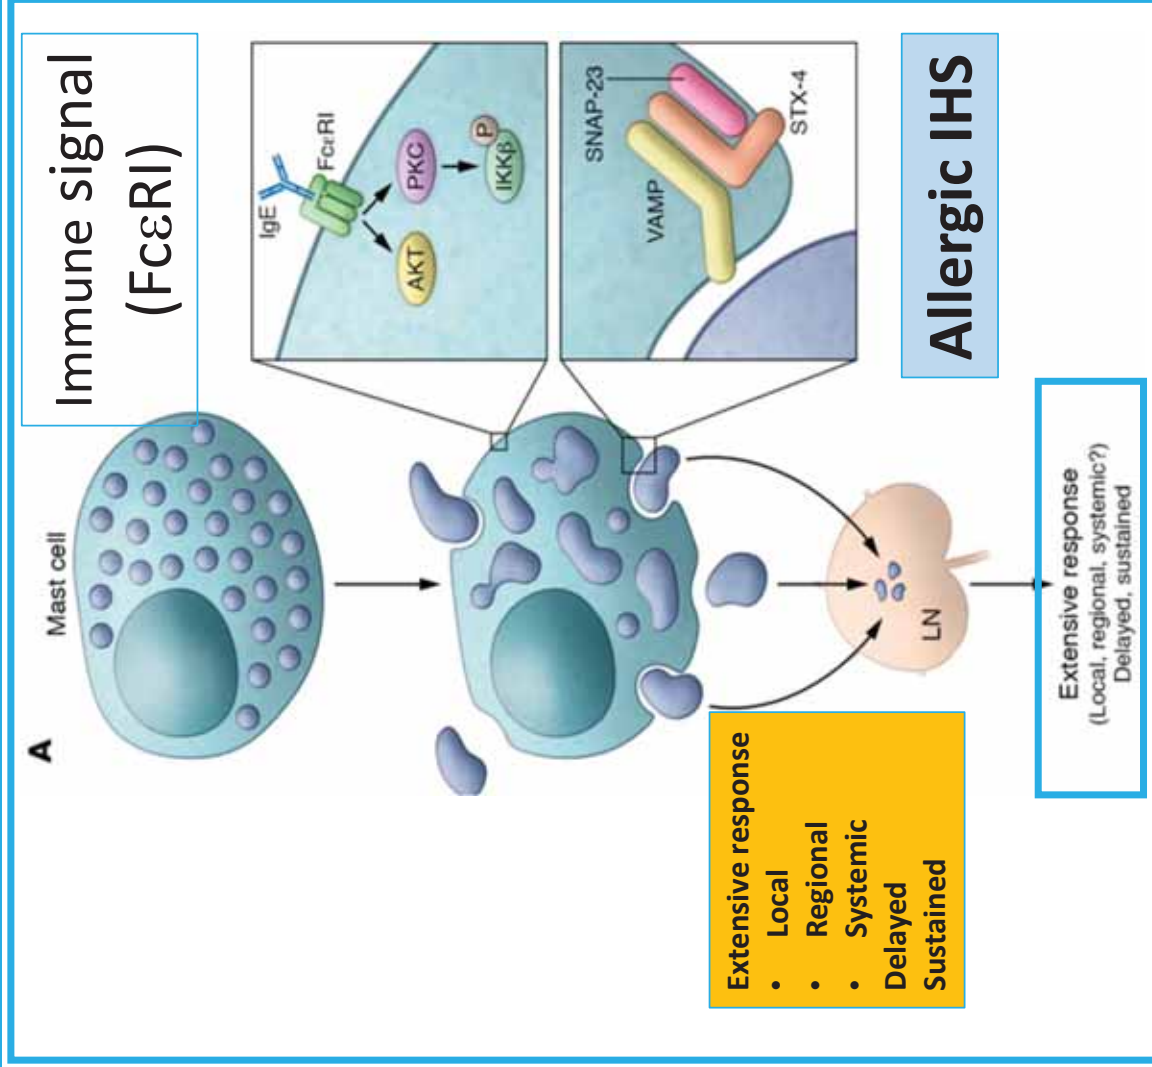 Immune signal
(FcεRI)
A
Mast cell
IgE
FcεRI
AKT
PKC
IKKβ
P
SNAP-23
VAMP
STX-4
Allergic IHS
LN
Extensive response
• Local
• Regional
• Systemic
Delayed
Sustained
Extensive response
(Local, regional, systemic?)
Delayed, sustained